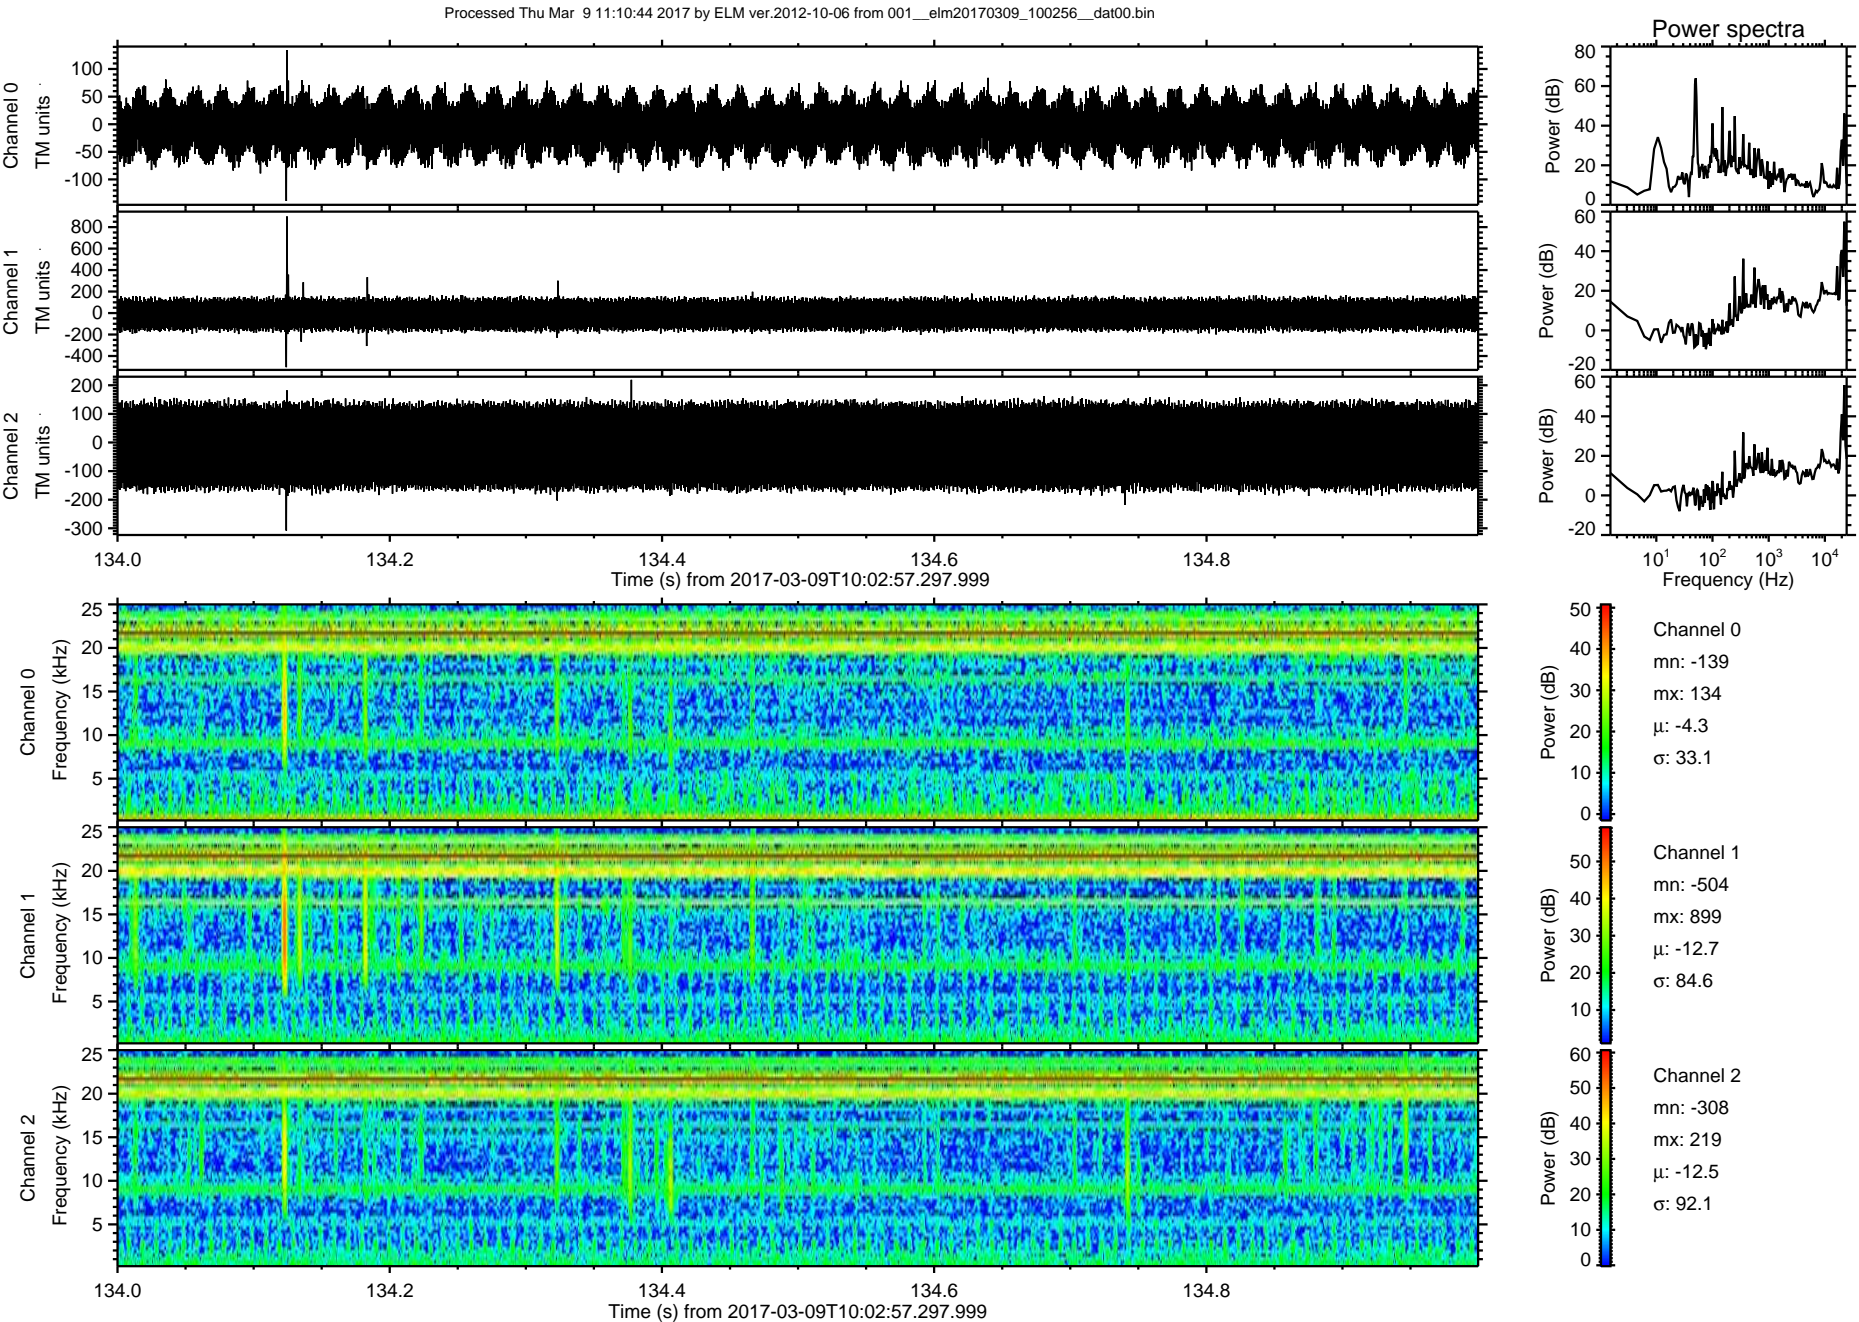 Processed Thu Mar  9 11:10:44 2017 by ELM ver.2012-10-06 from 001__elm20170309_100256__dat00.bin
Power spectra
Channel 0
TM units
100
50
0
-50
-100
Power (dB)
80
60
40
20
0
Channel 1
TM units
800
600
400
200
0
-200
-400
Power (dB)
60
40
20
0
-20
Channel 2
TM units
200
100
0
-100
-200
-300
Power (dB)
60
40
20
0
-20
134.0 134.2 134.4 134.6 134.8
Time (s) from 2017-03-09T10:02:57.297.999
10^1 10^2 10^3 10^4
Frequency (Hz)
Channel 0
Frequency (kHz)
25
20
15
10
5
Power (dB)
50
40
30
20
10
0
Channel 0
mn: -139
mx: 134
μ: -4.3
σ: 33.1
Channel 1
Frequency (kHz)
25
20
15
10
5
Power (dB)
50
40
30
20
10
Channel 1
mn: -504
mx: 899
μ: -12.7
σ: 84.6
Channel 2
Frequency (kHz)
25
20
15
10
5
Power (dB)
60
50
40
30
20
10
0
Channel 2
mn: -308
mx: 219
μ: -12.5
σ: 92.1
134.0 134.2 134.4 134.6 134.8
Time (s) from 2017-03-09T10:02:57.297.999